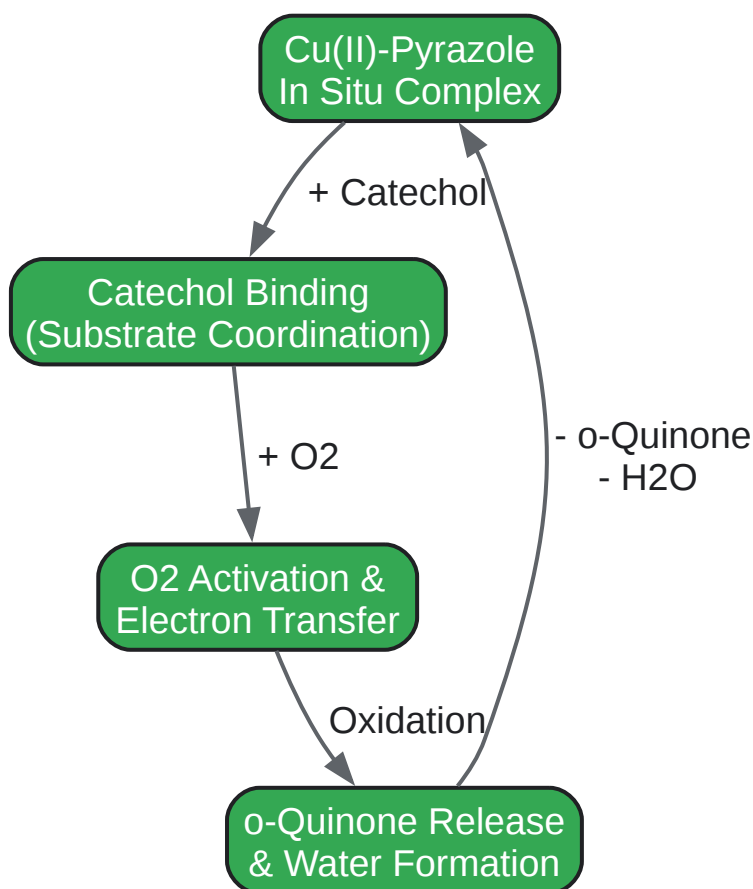 Cu(II)-Pyrazole
In Situ Complex
+ Catechol
Catechol Binding
(Substrate Coordination)
- o-Quinone
- H2O
+ O2
O2 Activation &
Electron Transfer
Oxidation
o-Quinone Release
& Water Formation